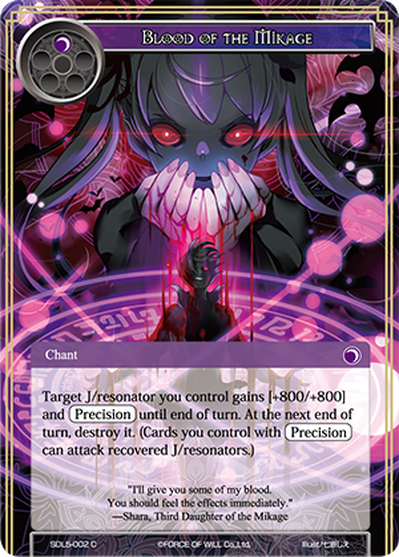 Blood of the Mikage
Chant
Target J/resonator you control gains [+800/+800]
and Precision until end of turn. At the next end of
turn, destroy it. (Cards you control with Precision
can attack recovered J/resonators.)
"I'll give you some of my blood.
You should feel the effects immediately."
—Shara, Third Daughter of the Mikage
SDL5-002 C
©FORCE OF WILL Co.,Ltd.